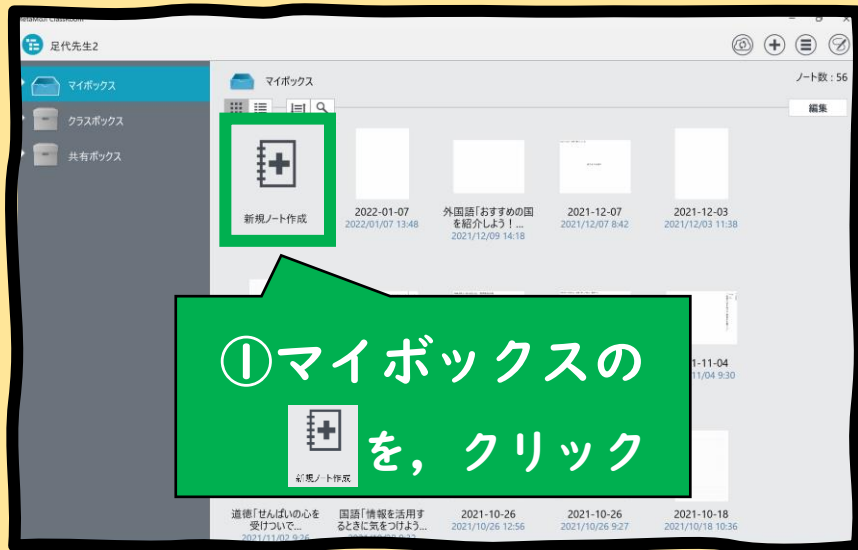 MetaMoJi ClassRoom
足代先生2
マイボックス
クラスボックス
共有ボックス
マイボックス
ノート数 : 56
編集
新規ノート作成
2022-01-07
2022/01/07 13:48
外国語「おすすめの国
を紹介しよう！...
2021/12/09 14:18
2021-12-07
2021/12/07 8:42
2021-12-03
2021/12/03 11:38
1-11-04
11/04 9:30
①マイボックスの
新規ノート作成
を，クリック
道徳「せんぱいの心を
受けついで...
2021/11/02 9:26
国語「情報を活用す
るときに気をつけよう...
2021-10-26
2021/10/26 12:56
2021-10-26
2021/10/26 9:27
2021-10-18
2021/10/18 10:36